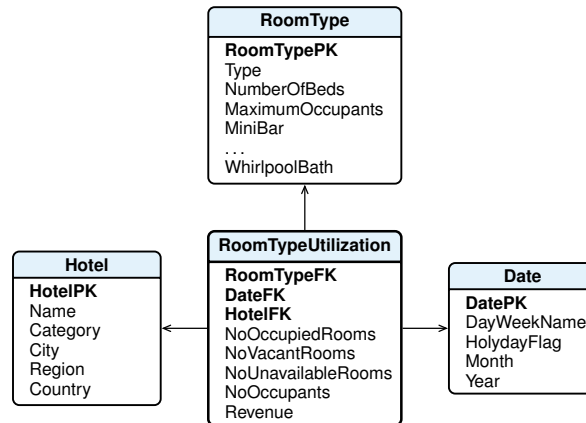 RoomType
RoomTypePK
Type
NumberOfBeds
MaximumOccupants
MiniBar
. . .
WhirlpoolBath
Hotel
HotelPK
Name
Category
City
Region
Country
RoomTypeUtilization
RoomTypeFK
DateFK
HotelFK
NoOccupiedRooms
NoVacantRooms
NoUnavailableRooms
NoOccupants
Revenue
Date
DatePK
DayWeekName
HolydayFlag
Month
Year